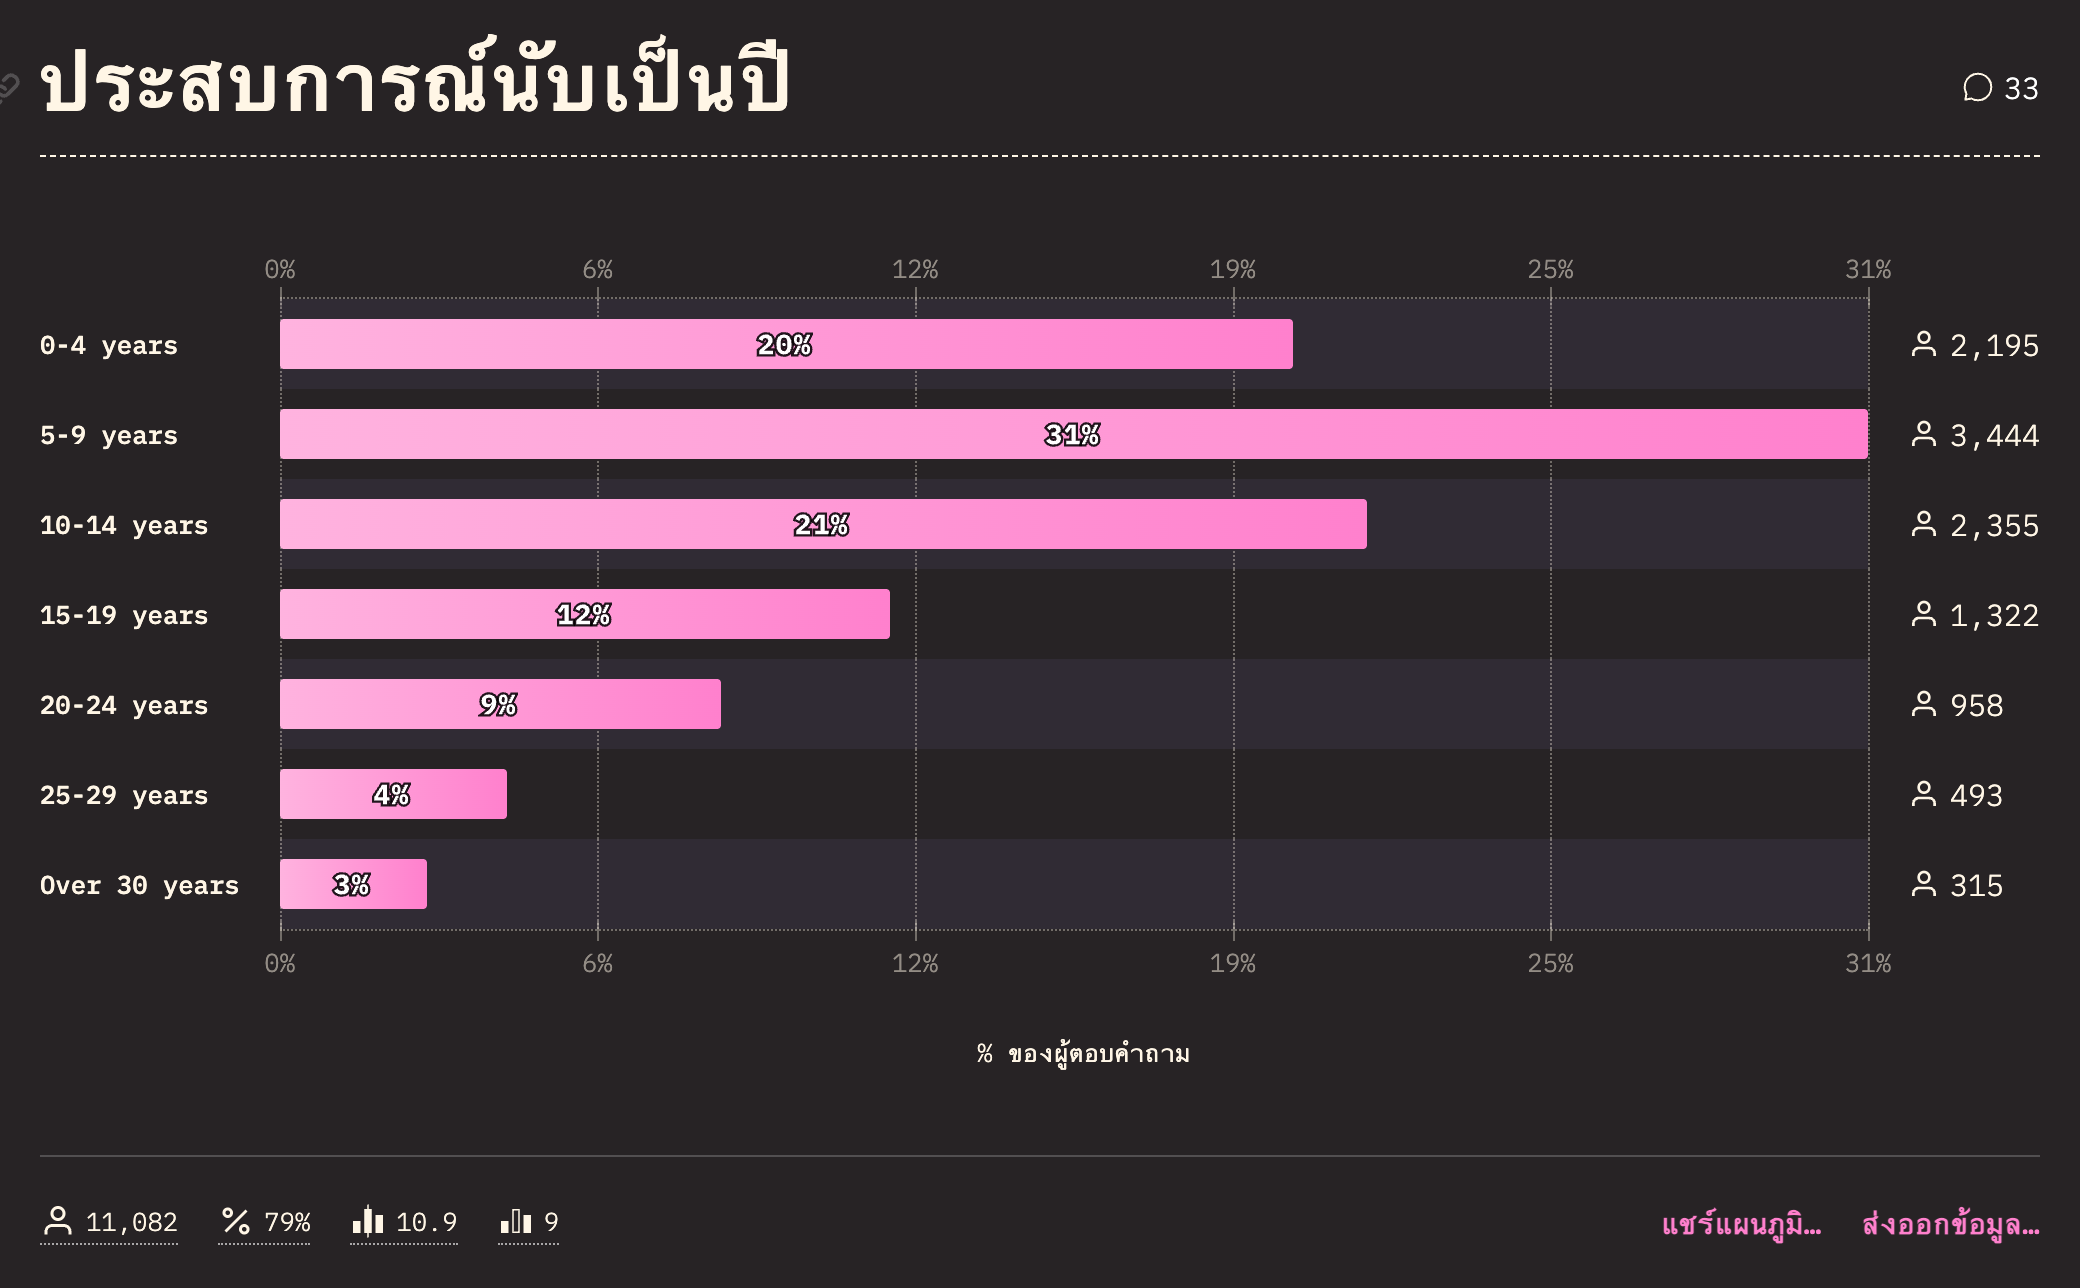 ประสบการณ์นับเป็นปี
33
0% 6% 12% 19% 25% 31%
0-4 years 20% 2,195
5-9 years 31% 3,444
10-14 years 21% 2,355
15-19 years 12% 1,322
20-24 years 9% 958
25-29 years 4% 493
Over 30 years 3% 315
0% 6% 12% 19% 25% 31%
% ของผู้ตอบคำถาม
11,082 79% 10.9 9 แชร์แผนภูมิ… ส่งออกข้อมูล…